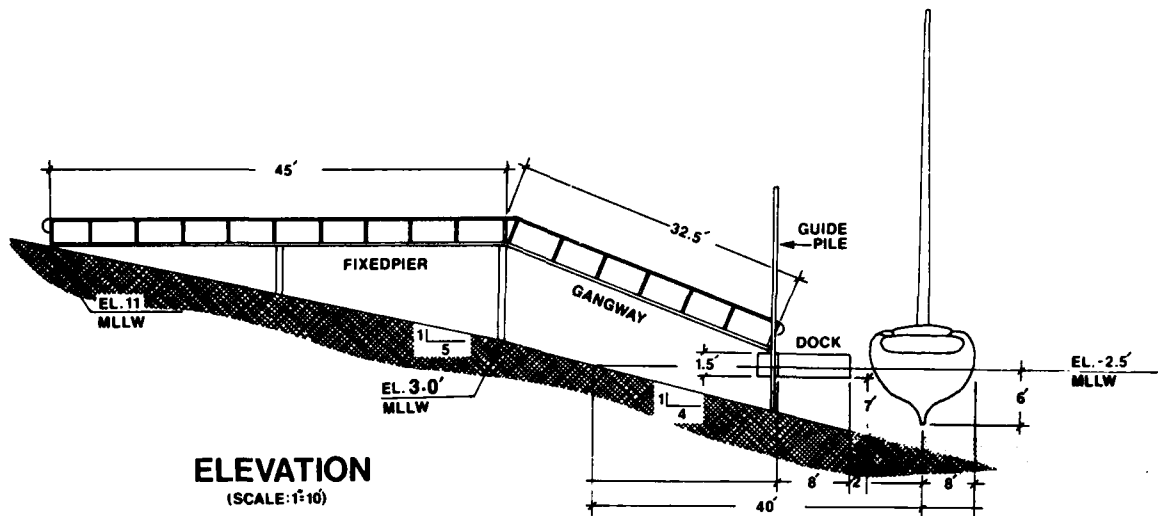 45′
32.5′
GUIDE
PILE
FIXEDPIER
GANGWAY
EL. 11
MLLW
1
5
EL. 3.0′
MLLW
1.5′
DOCK
EL. -2.5′
MLLW
7′
6′
1
4
ELEVATION
(SCALE:1"=10')
8′
2′
8′
40′